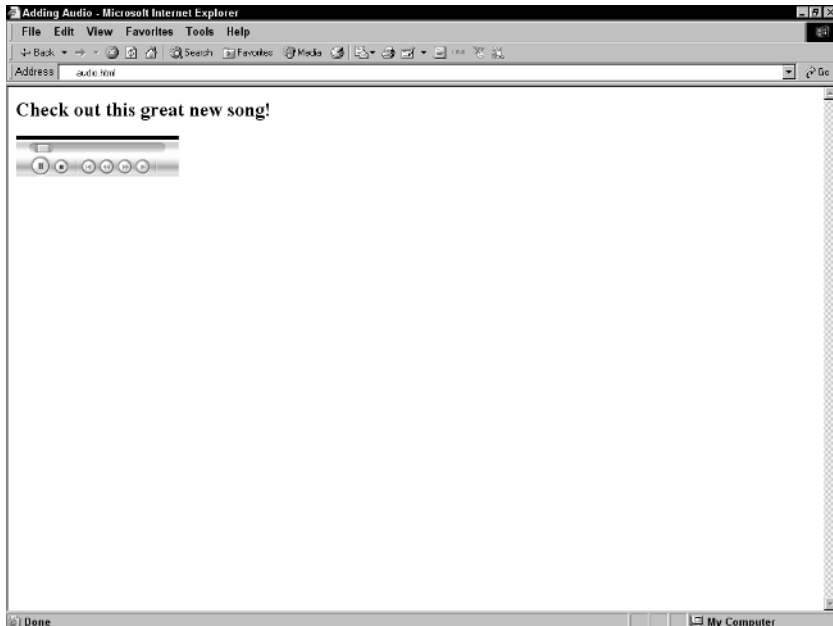 Adding Audio - Microsoft Internet Explorer
File Edit View Favorites Tools Help
Back Search Favorites Media
Address audio.html Go
Check out this great new song!
Done My Computer